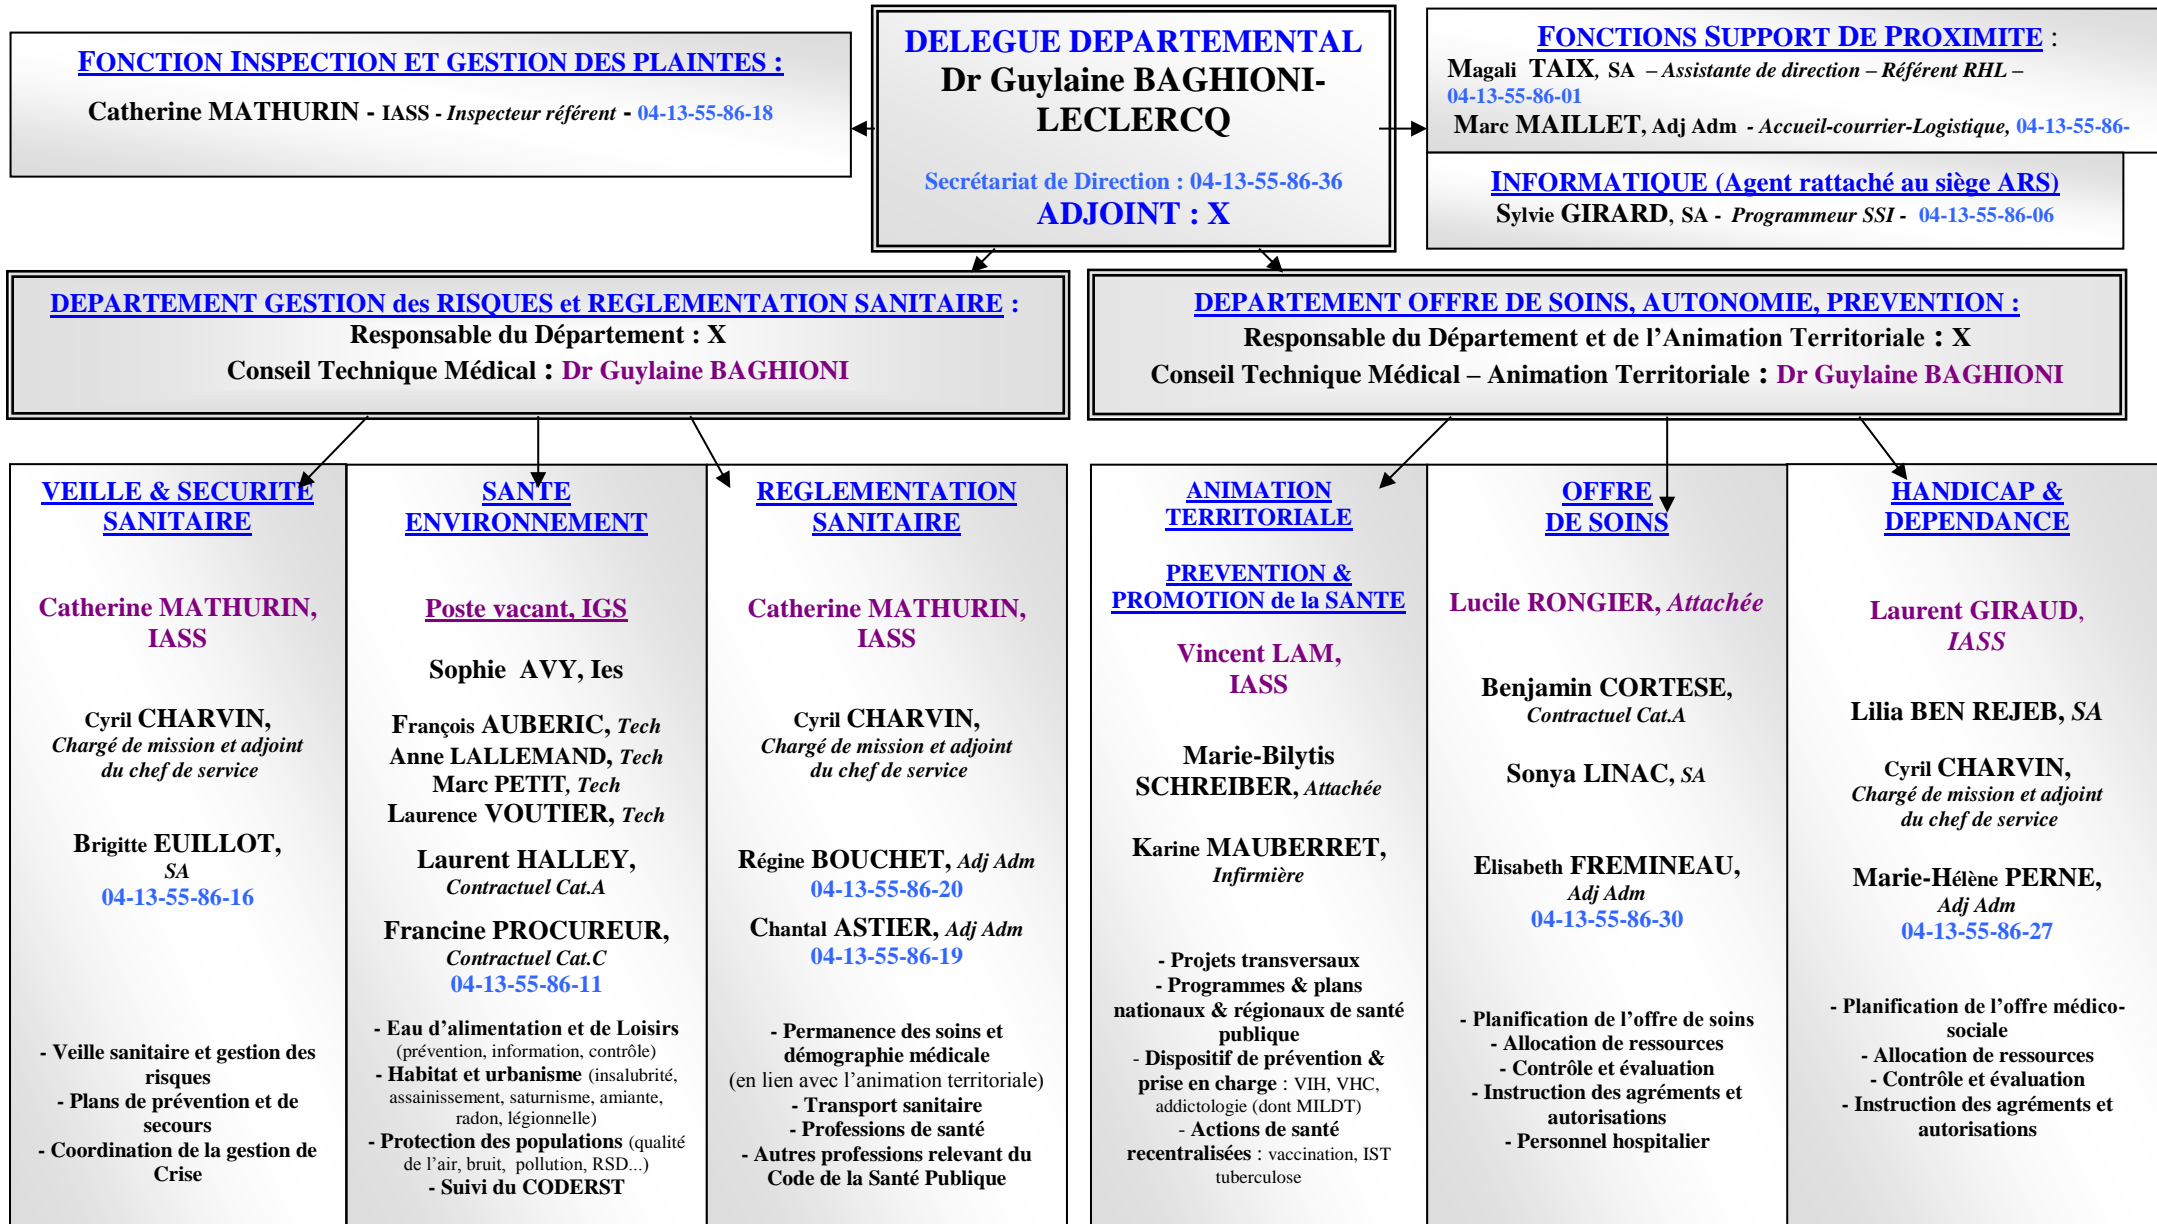 FONCTION INSPECTION ET GESTION DES PLAINTES :
Catherine MATHURIN - IASS - Inspecteur référent - 04-13-55-86-18
DELEGUE DEPARTEMENTAL
Dr Guylaine BAGHIONI-
LECLERCQ
Secrétariat de Direction : 04-13-55-86-36
ADJOINT : X
FONCTIONS SUPPORT DE PROXIMITE :
Magali TAIX, SA – Assistante de direction – Référent RHL –
04-13-55-86-01
Marc MAILLET, Adj Adm - Accueil-courrier-Logistique, 04-13-55-86-
INFORMATIQUE (Agent rattaché au siège ARS)
Sylvie GIRARD, SA - Programmeur SSI - 04-13-55-86-06
DEPARTEMENT GESTION des RISQUES et REGLEMENTATION SANITAIRE :
Responsable du Département : X
Conseil Technique Médical : Dr Guylaine BAGHIONI
DEPARTEMENT OFFRE DE SOINS, AUTONOMIE, PREVENTION :
Responsable du Département et de l’Animation Territoriale : X
Conseil Technique Médical – Animation Territoriale : Dr Guylaine BAGHIONI
VEILLE & SECURITE
SANITAIRE
Catherine MATHURIN,
IASS
Cyril CHARVIN,
Chargé de mission et adjoint
du chef de service
Brigitte EUILLOT,
SA
04-13-55-86-16
- Veille sanitaire et gestion des
risques
- Plans de prévention et de
secours
- Coordination de la gestion de
Crise
SANTE
ENVIRONNEMENT
Poste vacant, IGS
Sophie AVY, Ies
François AUBERIC, Tech
Anne LALLEMAND, Tech
Marc PETIT, Tech
Laurence VOUTIER, Tech
Laurent HALLEY,
Contractuel Cat.A
Francine PROCUREUR,
Contractuel Cat.C
04-13-55-86-11
- Eau d’alimentation et de Loisirs
(prévention, information, contrôle)
- Habitat et urbanisme (insalubrité,
assainissement, saturnisme, amiante,
radon, légionnelle)
- Protection des populations (qualité
de l’air, bruit, pollution, RSD...)
- Suivi du CODERST
REGLEMENTATION
SANITAIRE
Catherine MATHURIN,
IASS
Cyril CHARVIN,
Chargé de mission et adjoint
du chef de service
Régine BOUCHET, Adj Adm
04-13-55-86-20
Chantal ASTIER, Adj Adm
04-13-55-86-19
- Permanence des soins et
démographie médicale
(en lien avec l’animation territoriale)
- Transport sanitaire
- Professions de santé
- Autres professions relevant du
Code de la Santé Publique
ANIMATION
TERRITORIALE
PREVENTION &
PROMOTION de la SANTE
Vincent LAM,
IASS
Marie-Bilytis
SCHREIBER, Attachée
Karine MAUBERRET,
Infirmière
- Projets transversaux
- Programmes & plans
nationaux & régionaux de santé
publique
- Dispositif de prévention &
prise en charge : VIH, VHC,
addictologie (dont MILDT)
- Actions de santé
recentralisées : vaccination, IST
tuberculose
OFFRE
DE SOINS
Lucile RONGIER, Attachée
Benjamin CORTESE,
Contractuel Cat.A
Sonya LINAC, SA
Elisabeth FREMINEAU,
Adj Adm
04-13-55-86-30
- Planification de l’offre de soins
- Allocation de ressources
- Contrôle et évaluation
- Instruction des agréments et
autorisations
- Personnel hospitalier
HANDICAP &
DEPENDANCE
Laurent GIRAUD,
IASS
Lilia BEN REJEB, SA
Cyril CHARVIN,
Chargé de mission et adjoint
du chef de service
Marie-Hélène PERNE,
Adj Adm
04-13-55-86-27
- Planification de l’offre médico-
sociale
- Allocation de ressources
- Contrôle et évaluation
- Instruction des agréments et
autorisations